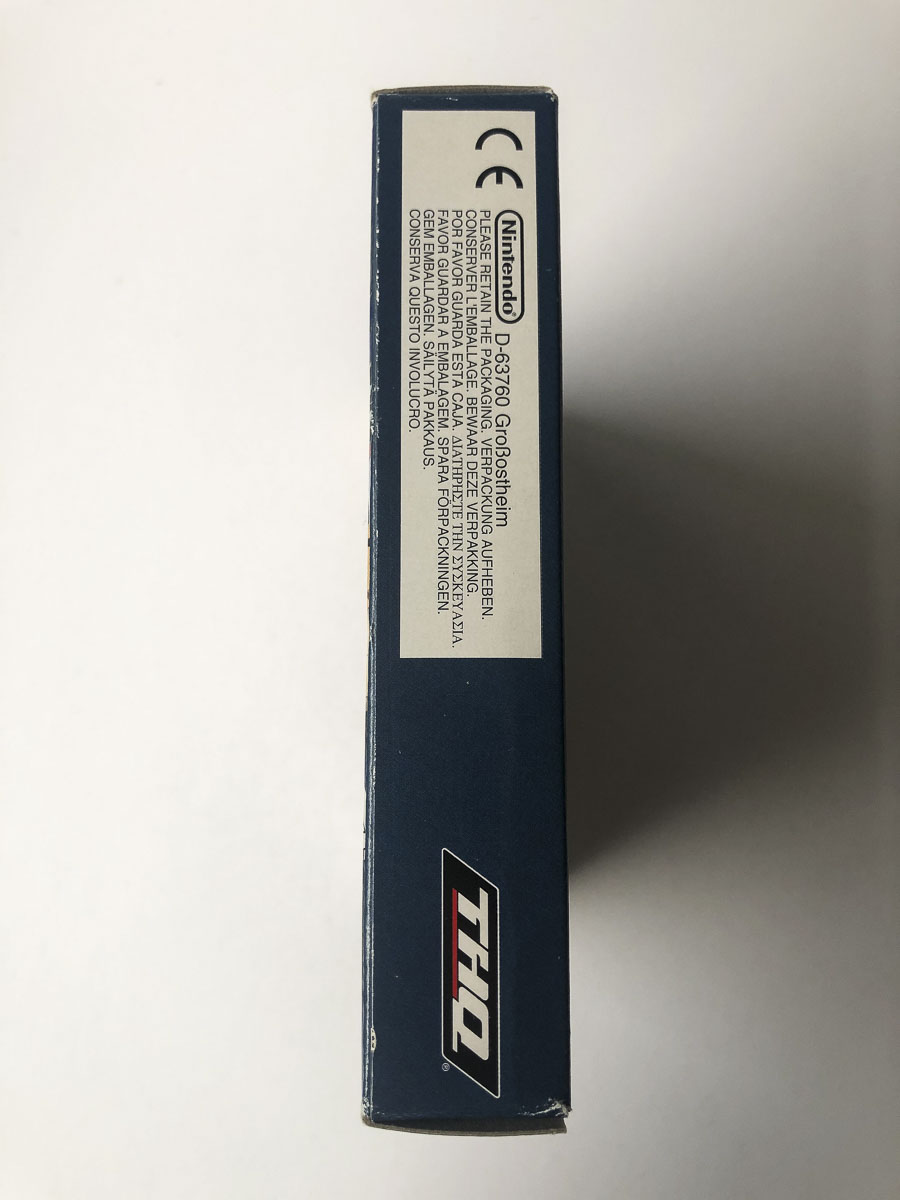 CE
Nintendo® D-63760 Großostheim
PLEASE RETAIN THE PACKAGING. VERPACKUNG AUFHEBEN.
CONSERVER L'EMBALLAGE. BEWAAR DEZE VERPAKKING.
POR FAVOR GUARDA ESTA CAJA. ΔΙΑΤΗΡΗΣΤΕ ΤΗΝ ΣΥΣΚΕΥΑΣΙΑ.
FAVOR GUARDAR A EMBALAGEM. SPARA FÖRPACKNINGEN.
GEM EMBALLAGEN. SÄILYTÄ PAKKAUS.
CONSERVA QUESTO INVOLUCRO.
THQ®